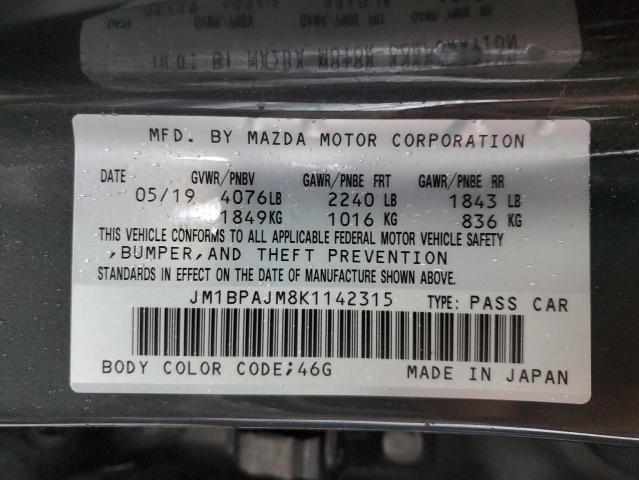 MFD. BY MAZDA MOTOR CORPORATION
DATE GVWR/PNBV GAWR/PNBE FRT GAWR/PNBE RR
05/19 4076LB 2240 LB 1843 LB
1849KG 1016 KG 836 KG
THIS VEHICLE CONFORMS TO ALL APPLICABLE FEDERAL MOTOR VEHICLE SAFETY
,BUMPER,AND THEFT PREVENTION
STANDARDS IN EFFECT ON THE DATE OF MANUFACTURE SHOWN ABOVE.
JM1BPAJM8K1142315 TYPE: PASS CAR
BODY COLOR CODE;46G MADE IN JAPAN